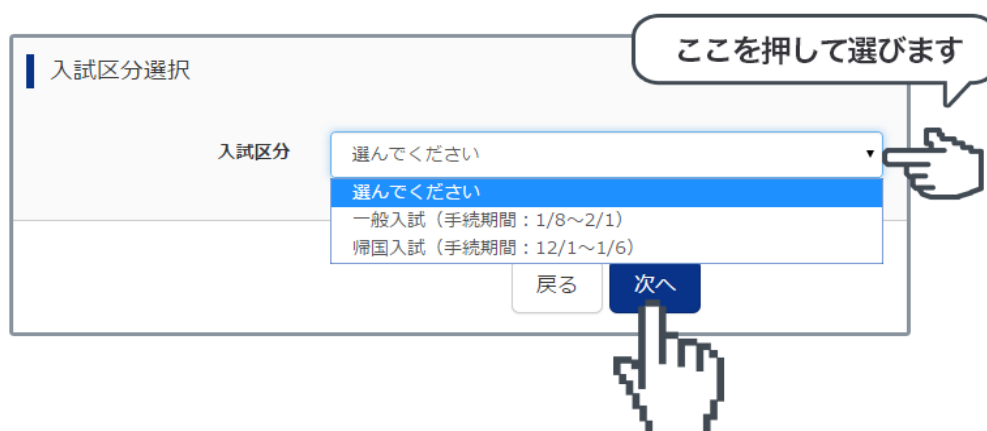 ここを押して選びます
入試区分選択
入試区分
選んでください
選んでください
一般入試（手続期間：1/8～2/1）
帰国入試（手続期間：12/1～1/6）
戻る
次へ